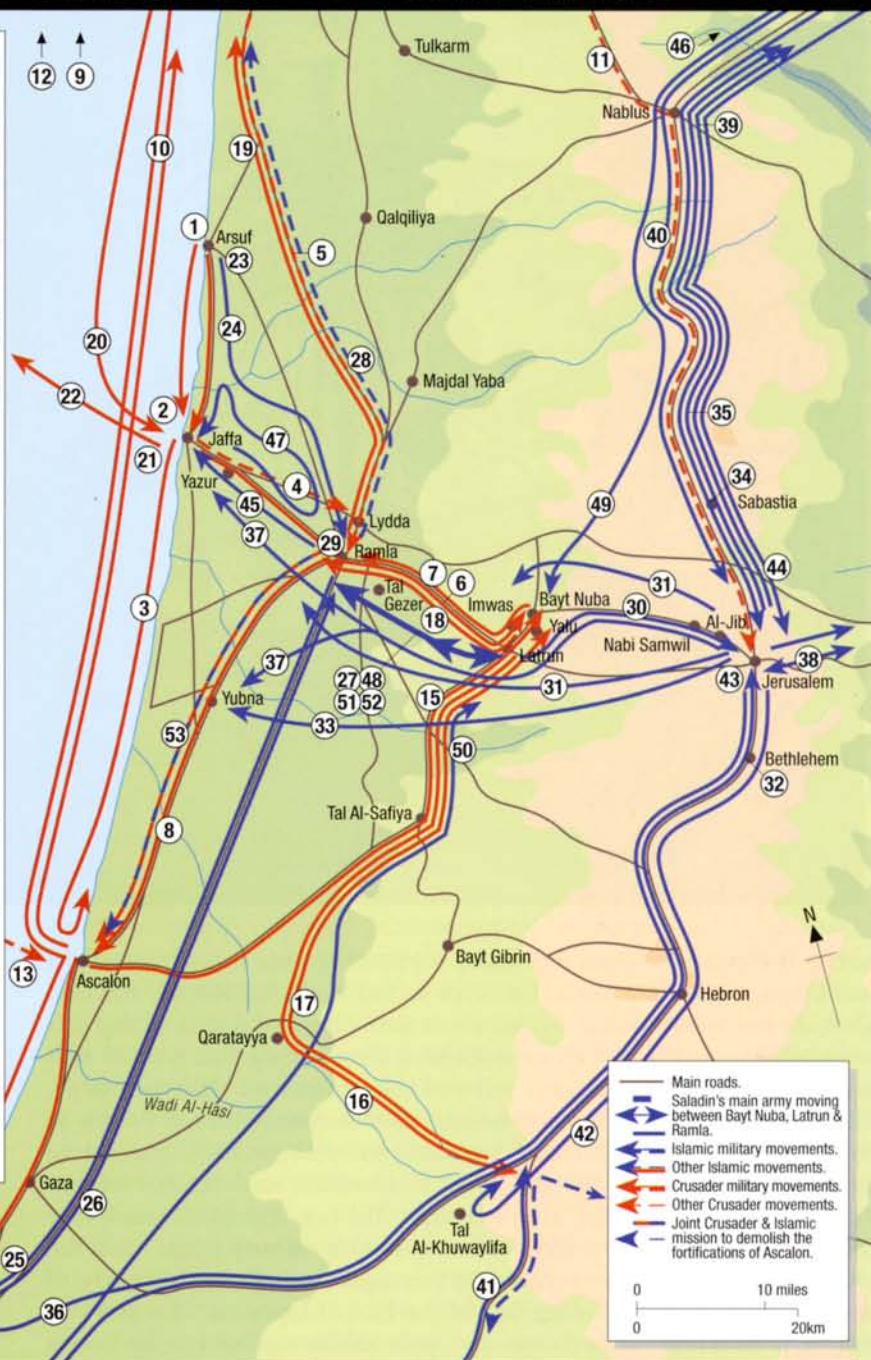 12
9
10
19
11
46
Tulkarm
Nablus
39
1
Arsuf
23
Qalqiliya
5
40
24
20
28
Majdal Yaba
22
2
Jaffa
47
21
35
Yazur
4
34
Sabastia
45
Lydda
49
37
29
Ramla
44
7
6
31
3
Tal
Gezer
Imwas
Bayt Nuba
30
Al-Jib
18
Yalu
Nabi Samwil
Latrun
38
37
27
48
43
Jerusalem
51
52
15
31
Yubna
33
53
50
Bethlehem
32
Tal Al-Safiya
8
N
13
Ascalon
Bayt Gibrin
17
Hebron
Qaratayya
16
Wadi Al-Hasi
42
Gaza
26
Tal
Al-Khuwaylifa
25
41
36
Main roads.
Saladin's main army moving
between Bayt Nuba, Latrun &
Ramla.
Islamic military movements.
Other Islamic movements.
Crusader military movements.
Other Crusader movements.
Joint Crusader & Islamic
mission to demolish the
fortifications of Ascalon.
0
10 miles
0
20km